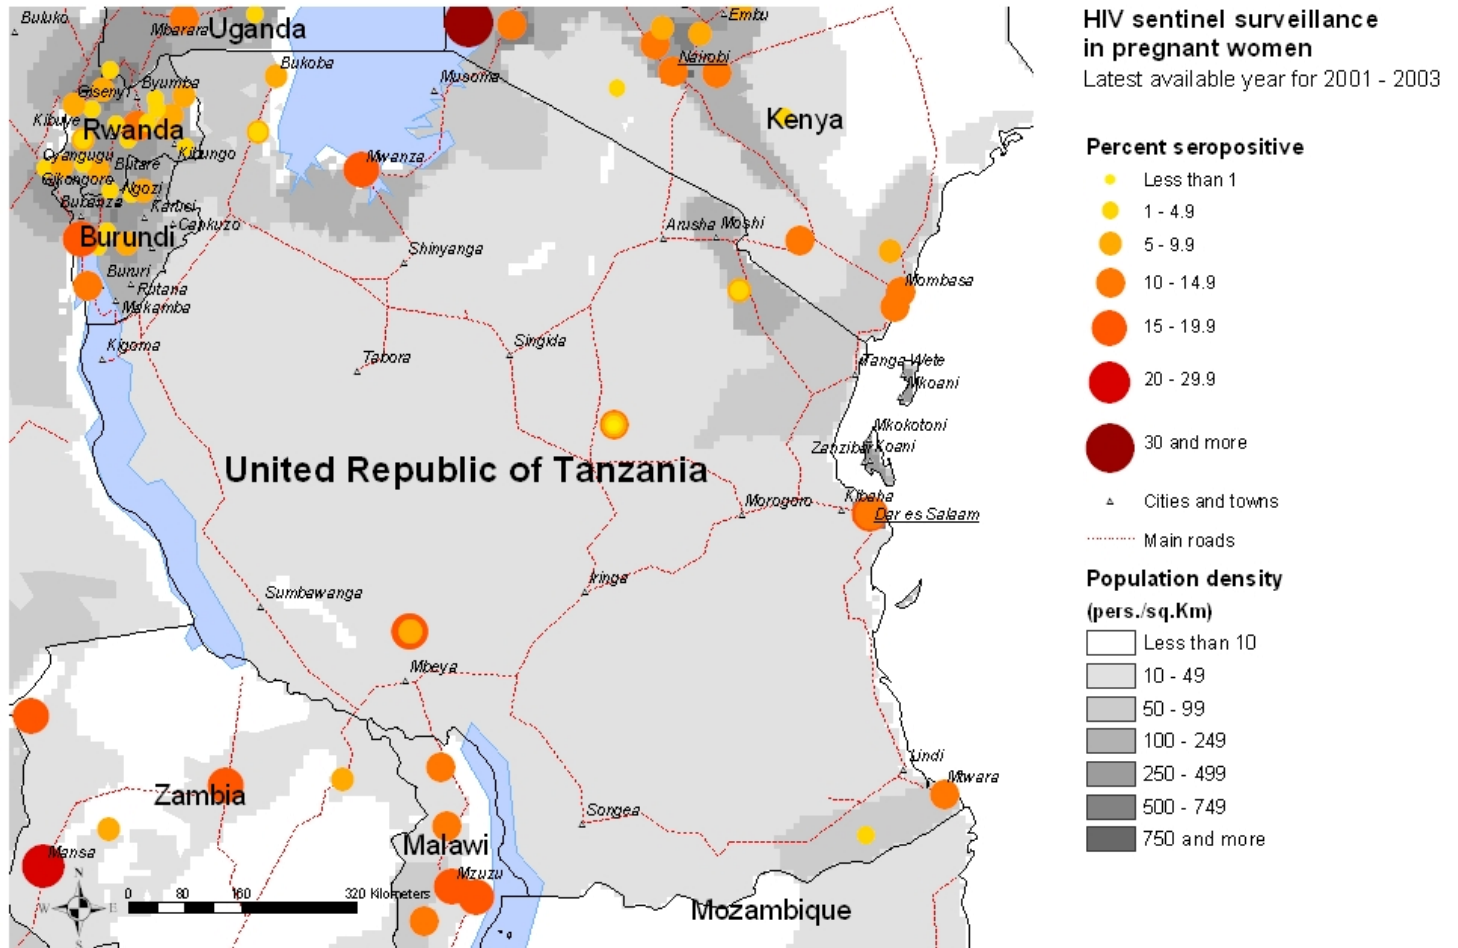 HIV sentinel surveillance
in pregnant women
Latest available year for 2001 - 2003
Percent seropositive
Less than 1
1 - 4.9
5 - 9.9
10 - 14.9
15 - 19.9
20 - 29.9
30 and more
Cities and towns
Main roads
Population density
(pers./sq.Km)
Less than 10
10 - 49
50 - 99
100 - 249
250 - 499
500 - 749
750 and more
Buluko
Mbarara
Uganda
Embu
Nairobi
Bukoba
Musoma
Gisenyi
Byumba
Kibuye
Rwanda
Kenya
Cyangugu
Butare
Kibungo
Mwanza
Gikongoro
Ngozi
Bubanza
Karuzi
Cankuzo
Burundi
Arusha
Moshi
Shinyanga
Bururi
Rutana
Makamba
Mombasa
Kigoma
Tabora
Singida
Tanga
Wete
Mkoani
Mkokotoni
Zanzibar
Koani
United Republic of Tanzania
Morogoro
Kibaha
Dar es Salaam
Iringa
Sumbawanga
Mbeya
Lindi
Mtwara
Zambia
Songea
Malawi
Mansa
Mzuzu
N
W
E
S
0
80
160
320 Kilometers
Mozambique